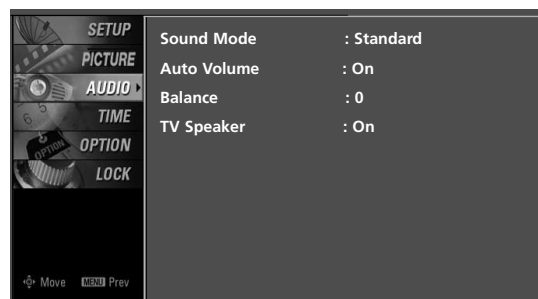 SETUP
PICTURE
AUDIO
TIME
OPTION
LOCK
Move MENU Prev
Sound Mode : Standard
Auto Volume : On
Balance : 0
TV Speaker : On